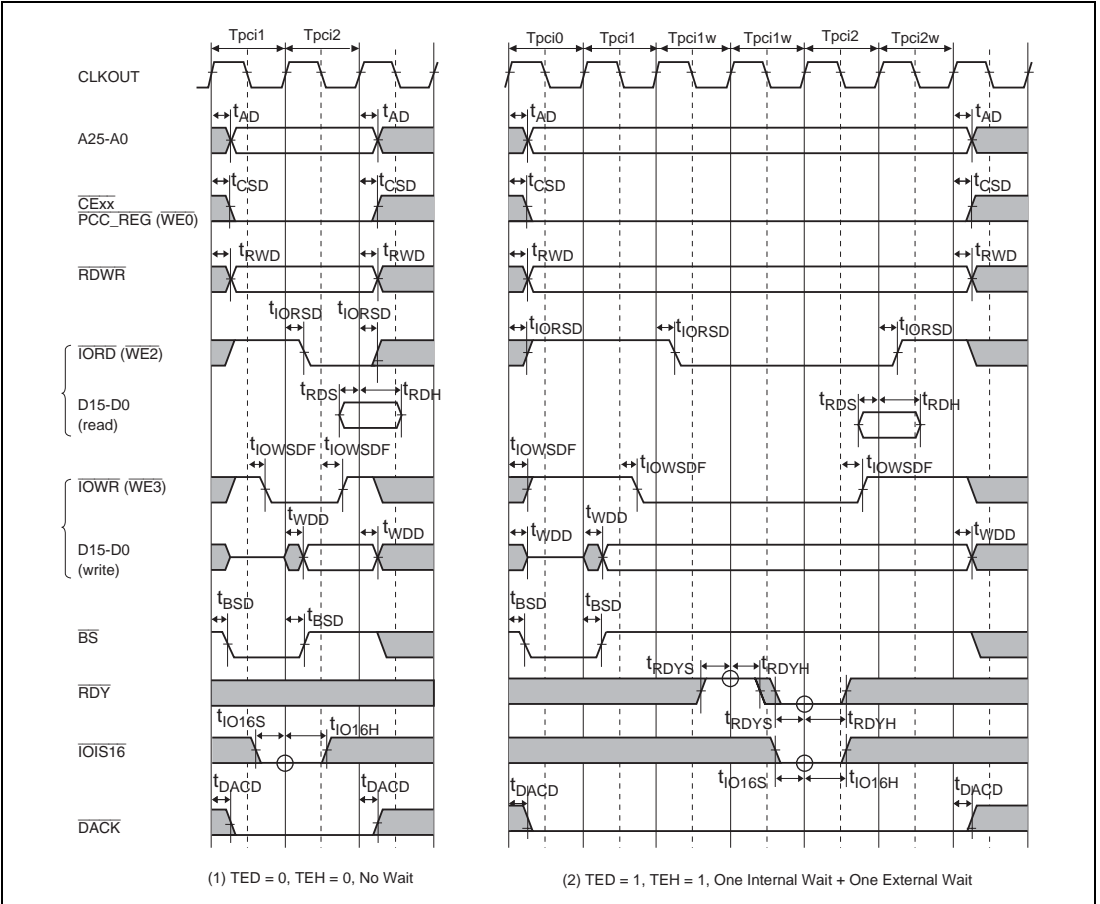 Tpci1 Tpci2 Tpci0 Tpci1 Tpci1w Tpci1w Tpci2 Tpci2w
CLKOUT
tAD tAD tAD tAD
A25-A0
tCSD tCSD tCSD tCSD
CExx
PCC_REG (WE0)
tRWD tRWD tRWD tRWD
RDWR
tIORSD tIORSD tIORSD tIORSD tIORSD
IORD (WE2)
tRDS tRDH tRDS tRDH
D15-D0
(read)
tIOWSDF tIOWSDF tIOWSDF tIOWSDF tIOWSDF
IOWR (WE3)
tWDD tWDD tWDD tWDD tWDD
D15-D0
(write)
tBSD tBSD tBSD tBSD
BS
tRDYS tRDYH
RDY
tRDYS tRDYH
tIO16S tIO16H
IOIS16
tIO16S tIO16H
tDACD tDACD tDACD tDACD
DACK
(1) TED = 0, TEH = 0, No Wait
(2) TED = 1, TEH = 1, One Internal Wait + One External Wait